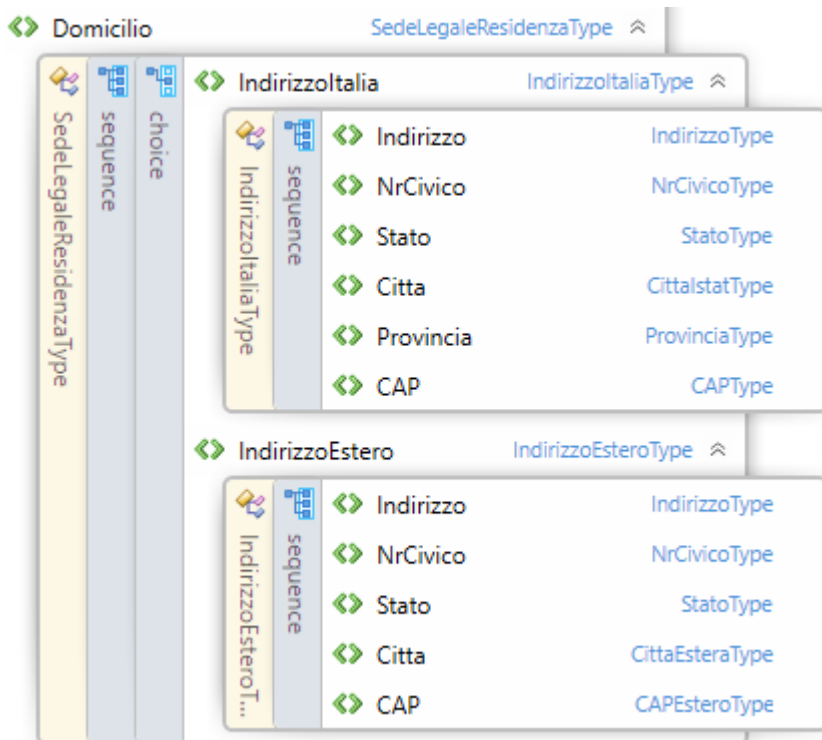 Domicilio SedeLegaleResidenzaType
SedeLegaleResidenzaType
sequence
choice
IndirizzoItalia IndirizzoItaliaType
IndirizzoItaliaType
sequence
Indirizzo IndirizzoType
NrCivico NrCivicoType
Stato StatoType
Citta CittaIstatType
Provincia ProvinciaType
CAP CAPType
IndirizzoEstero IndirizzoEsteroType
IndirizzoEsteroT...
sequence
Indirizzo IndirizzoType
NrCivico NrCivicoType
Stato StatoType
Citta CittaEsteraType
CAP CAPEsteroType